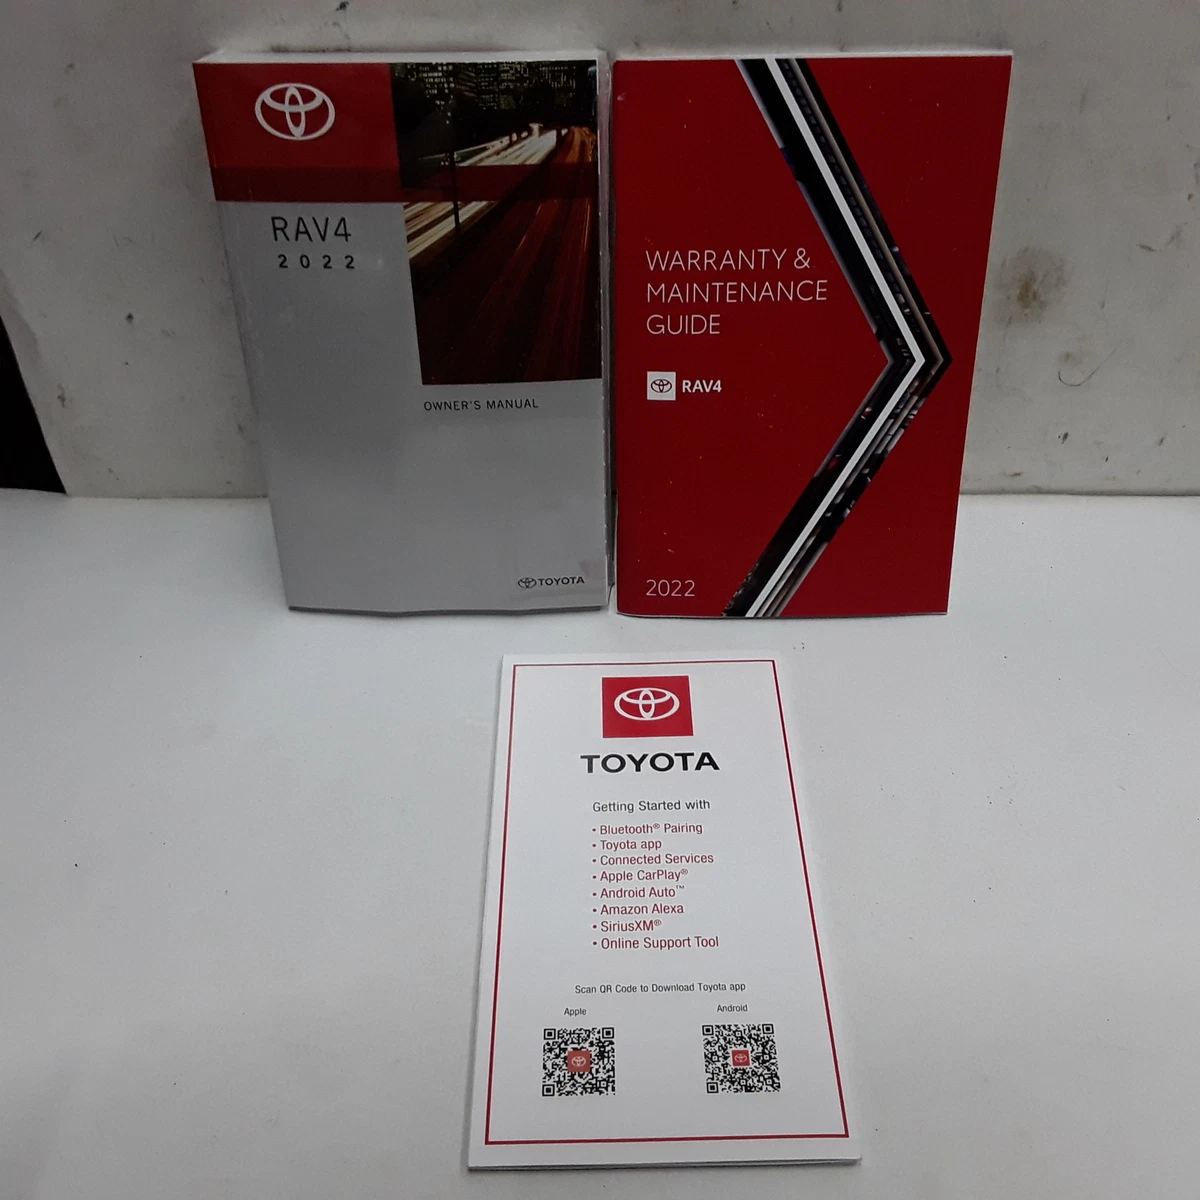 RAV4
2022
OWNER'S MANUAL
TOYOTA
WARRANTY &
MAINTENANCE
GUIDE
RAV4
2022
TOYOTA
Getting Started with
• Bluetooth® Pairing
• Toyota app
• Connected Services
• Apple CarPlay®
• Android Auto™
• Amazon Alexa
• SiriusXM®
• Online Support Tool
Scan QR Code to Download Toyota app
Apple
Android